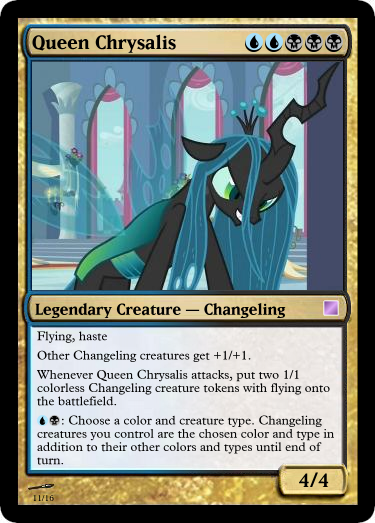 Queen Chrysalis
Legendary Creature — Changeling
Flying, haste
Other Changeling creatures get +1/+1.
Whenever Queen Chrysalis attacks, put two 1/1
colorless Changeling creature tokens with flying onto
the battlefield.
: Choose a color and creature type. Changeling
creatures you control are the chosen color and type in
addition to their other colors and types until end of
turn.
4/4
11/16